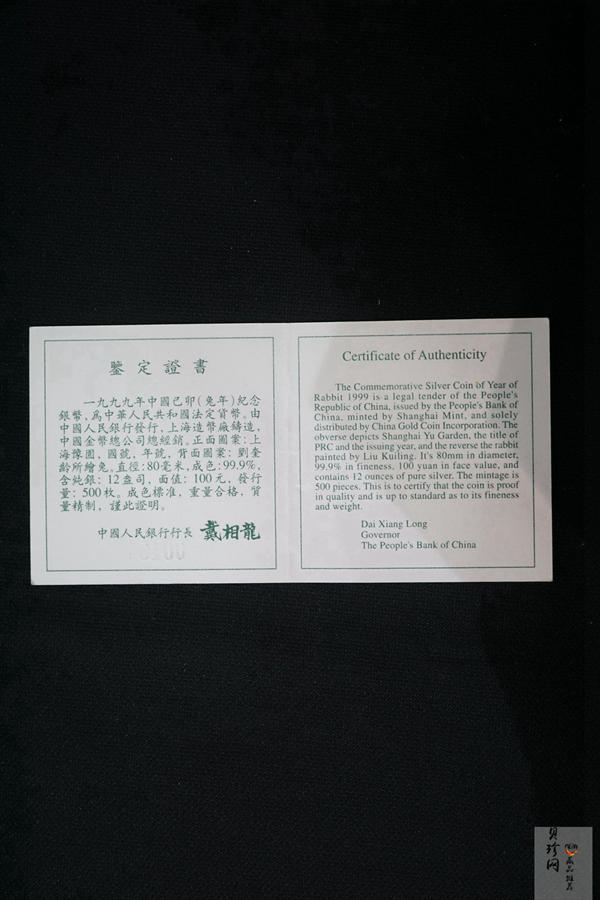 鉴定證書
一九九九年中國己卯(兔年)紀念
銀幣,爲中華人民共和國法定貨幣。由
中國人民銀行發行,上海造幣廠鑄造,
中國金幣總公司總經銷。正面圖案:上
海豫園,國號,年號,背面圖案:劉奎
齡所繪兔。直徑:80毫米,成色:99.9%,
含純銀:12盎司,面值:100元,發行
量:500枚。成色標准,重量合格,質
量精制,謹此證明。
中國人民銀行行長 戴相龍
Certificate of Authenticity
The Commemorative Silver Coin of Year of
Rabbit 1999 is a legal tender of the People's
Republic of China, issued by the People's Bank of
China, minted by Shanghai Mint, and solely
distributed by China Gold Coin Incorporation. The
obverse depicts Shanghai Yu Garden, the title of
PRC and the issuing year, and the reverse the rabbit
painted by Liu Kuiling. It's 80mm in diameter,
99.9% in fineness, 100 yuan in face value, and
contains 12 ounces of pure silver. The mintage is
500 pieces. This is to certify that the coin is proof
in quality and is up to standard as to its fineness
and weight.
Dai Xiang Long
Governor
The People's Bank of China
贝珍网
藏品推荐